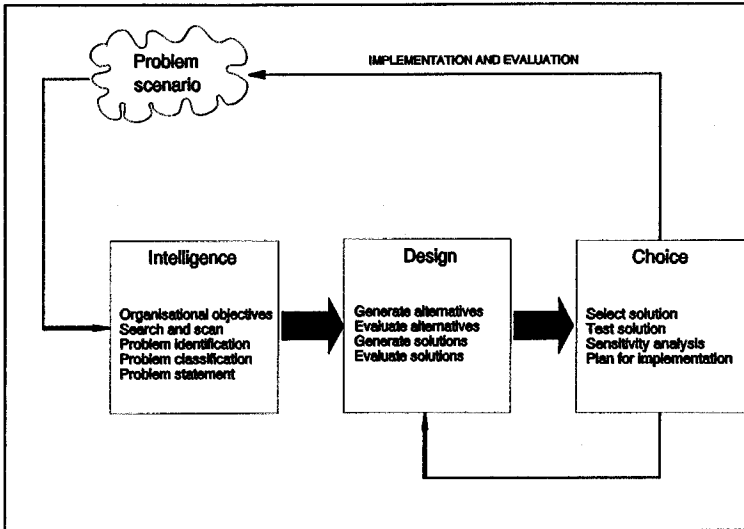 Problem
scenario
IMPLEMENTATION AND EVALUATION
Intelligence
Organisational objectives
Search and scan
Problem identification
Problem classification
Problem statement
Design
Generate alternatives
Evaluate alternatives
Generate solutions
Evaluate solutions
Choice
Select solution
Test solution
Sensitivity analysis
Plan for implementation